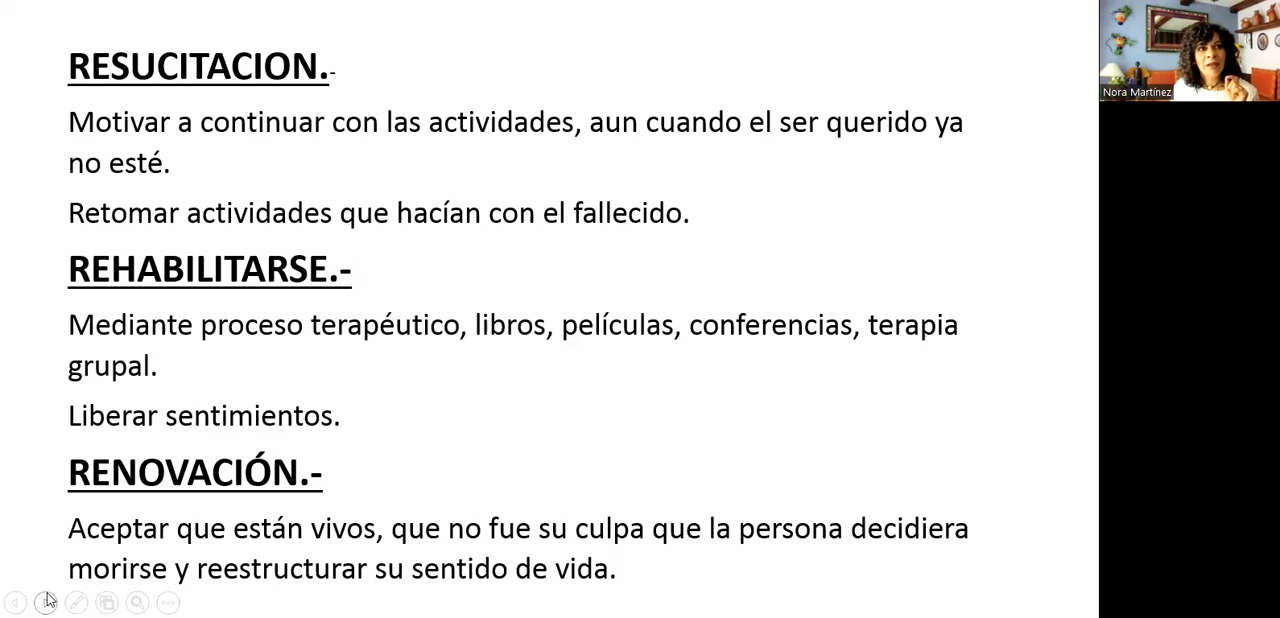 RESUCITACION.-
Motivar a continuar con las actividades, aun cuando el ser querido ya
no esté.
Retomar actividades que hacían con el fallecido.
REHABILITARSE.-
Mediante proceso terapéutico, libros, películas, conferencias, terapia
grupal.
Liberar sentimientos.
RENOVACIÓN.-
Aceptar que están vivos, que no fue su culpa que la persona decidiera
morirse y reestructurar su sentido de vida.
Nora Martínez